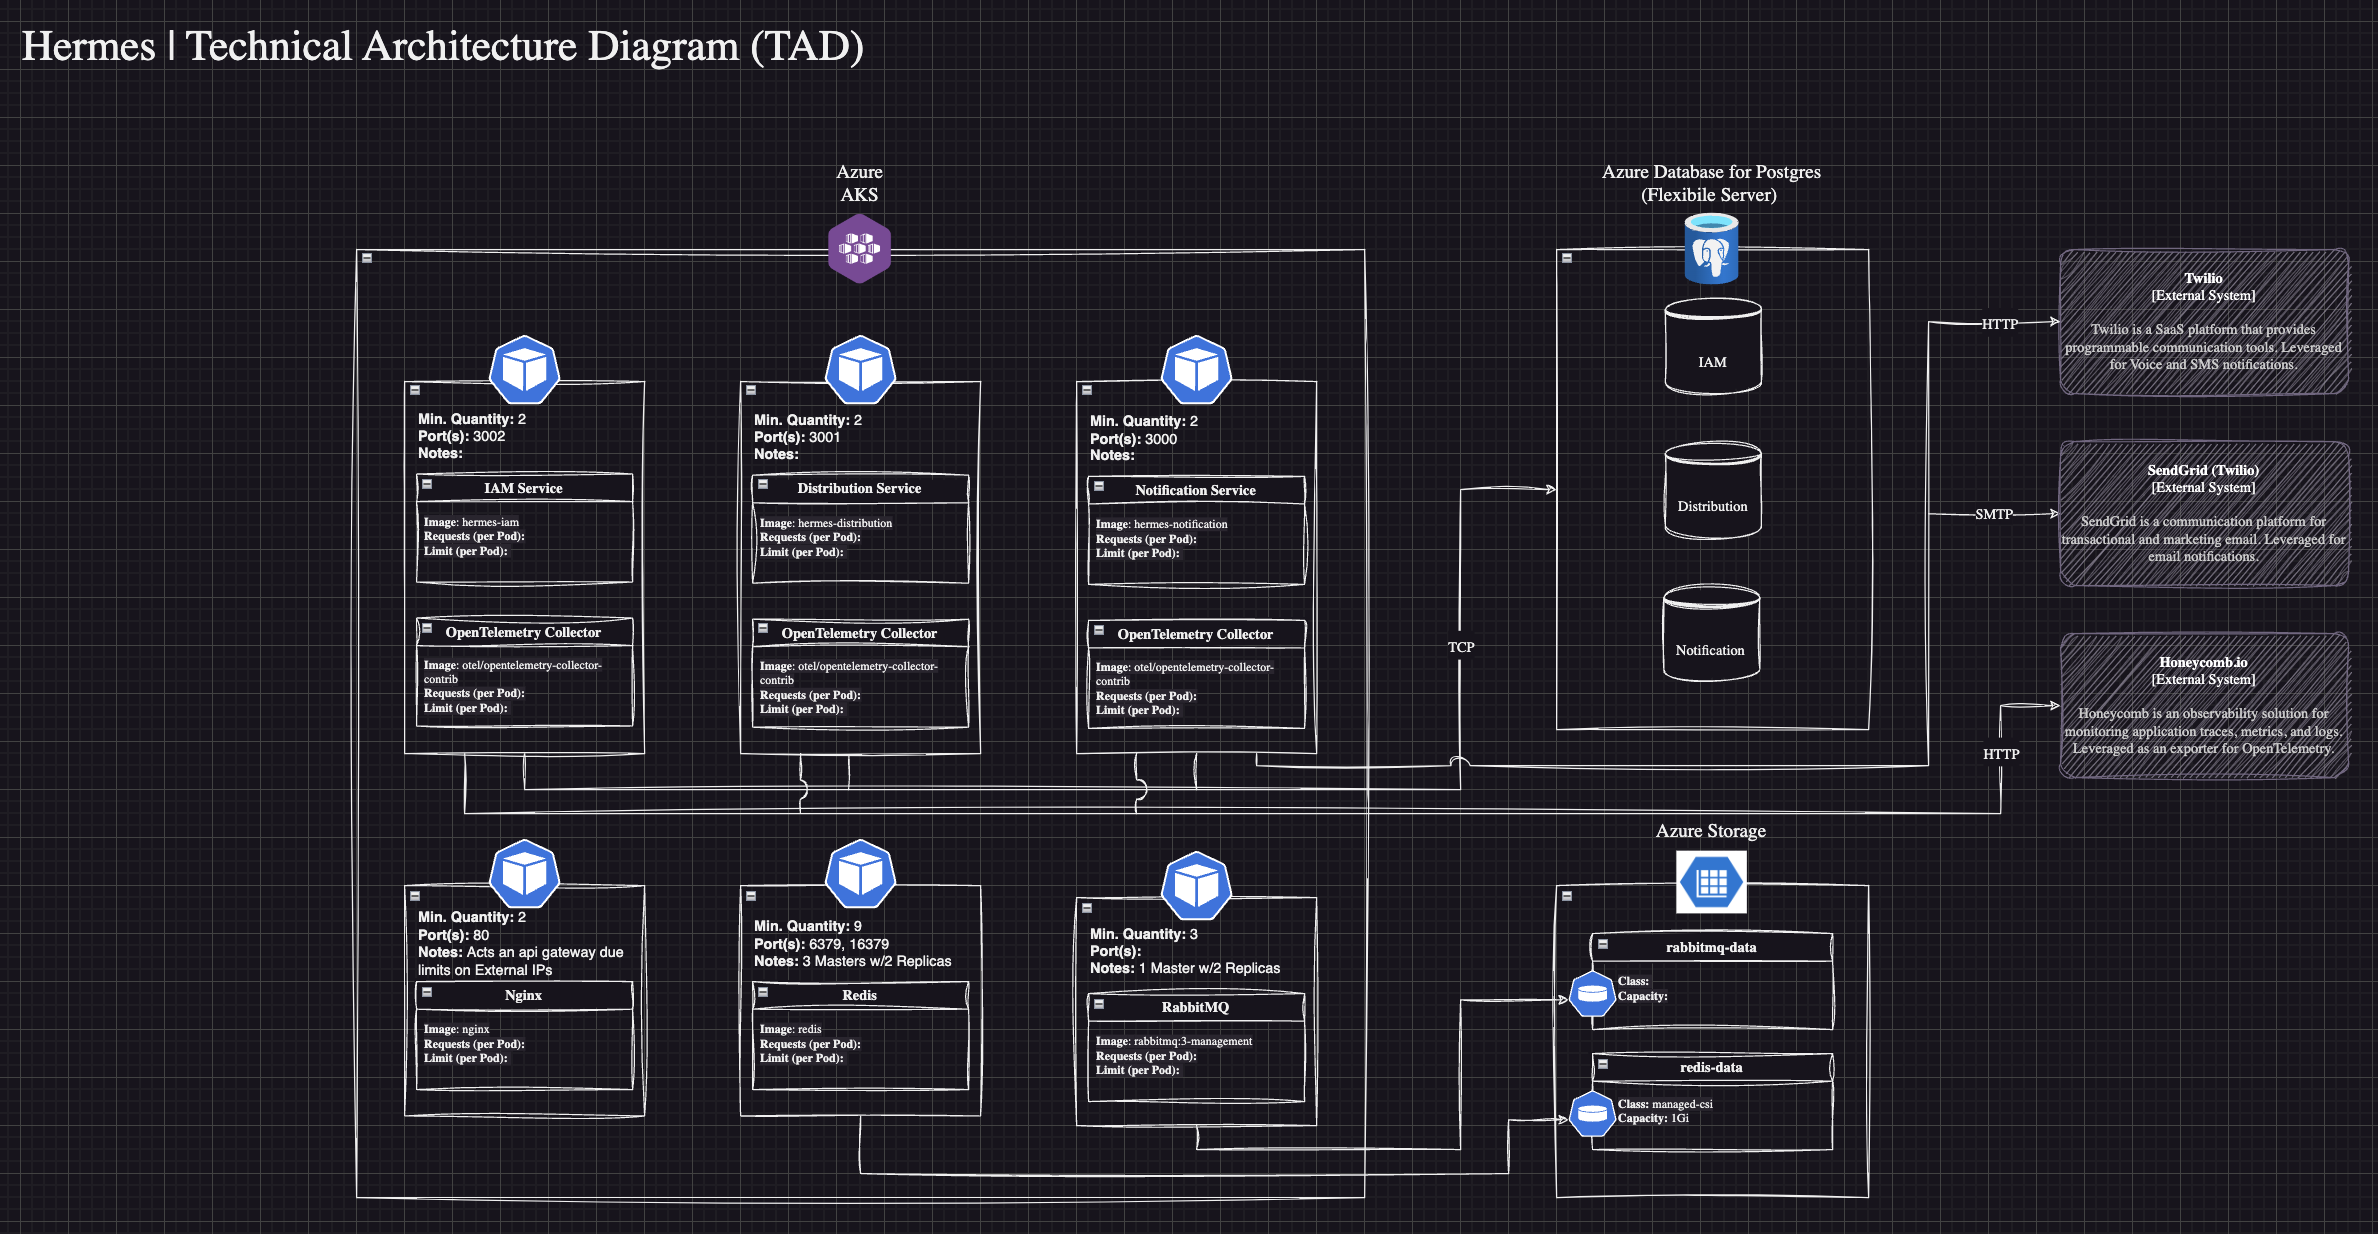 Hermes | Technical Architecture Diagram (TAD)
Azure
AKS
Min. Quantity: 2
Port(s): 3002
Notes:
IAM Service
Image: hermes-iam
Requests (per Pod):
Limit (per Pod):
OpenTelemetry Collector
Image: otel/opentelemetry-collector-
contrib
Requests (per Pod):
Limit (per Pod):
Min. Quantity: 2
Port(s): 3001
Notes:
Distribution Service
Image: hermes-distribution
Requests (per Pod):
Limit (per Pod):
OpenTelemetry Collector
Image: otel/opentelemetry-collector-
contrib
Requests (per Pod):
Limit (per Pod):
Min. Quantity: 2
Port(s): 3000
Notes:
Notification Service
Image: hermes-notification
Requests (per Pod):
Limit (per Pod):
OpenTelemetry Collector
Image: otel/opentelemetry-collector-
contrib
Requests (per Pod):
Limit (per Pod):
Min. Quantity: 2
Port(s): 80
Notes: Acts an api gateway due
limits on External IPs
Nginx
Image: nginx
Requests (per Pod):
Limit (per Pod):
Min. Quantity: 9
Port(s): 6379, 16379
Notes: 3 Masters w/2 Replicas
Redis
Image: redis
Requests (per Pod):
Limit (per Pod):
Min. Quantity: 3
Port(s):
Notes: 1 Master w/2 Replicas
RabbitMQ
Image: rabbitmq:3-management
Requests (per Pod):
Limit (per Pod):
TCP
Azure Database for Postgres
(Flexibile Server)
IAM
Distribution
Notification
Azure Storage
rabbitmq-data
Class:
Capacity:
redis-data
Class: managed-csi
Capacity: 1Gi
HTTP
SMTP
HTTP
Twilio
[External System]
Twilio is a SaaS platform that provides
programmable communication tools. Leveraged
for Voice and SMS notifications.
SendGrid (Twilio)
[External System]
SendGrid is a communication platform for
transactional and marketing email. Leveraged for
email notifications.
Honeycomb.io
[External System]
Honeycomb is an observability solution for
monitoring application traces, metrics, and logs.
Leveraged as an exporter for OpenTelemetry.